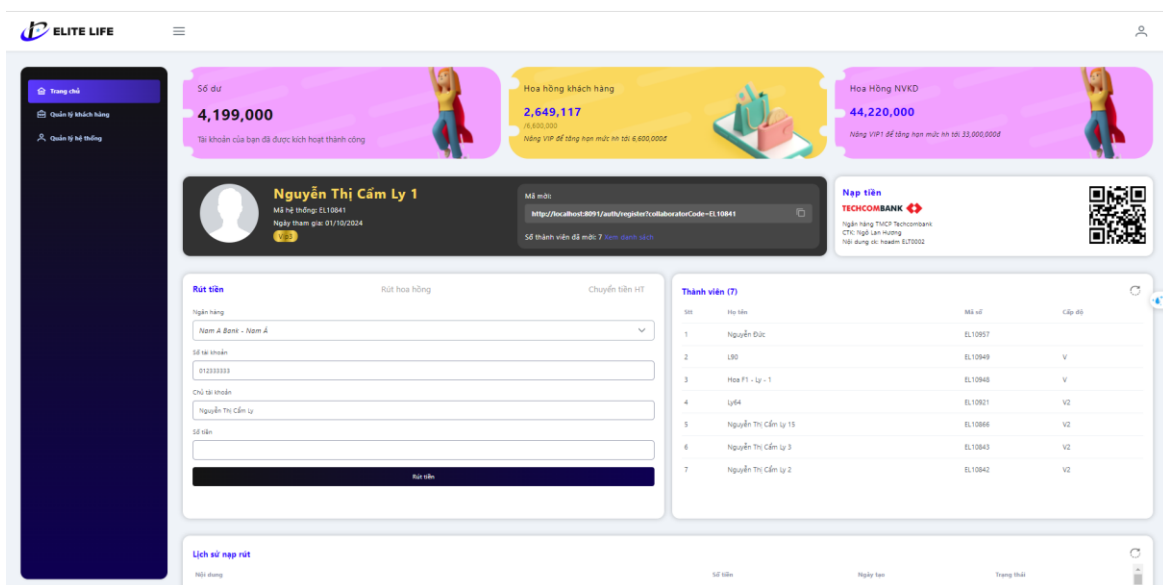 ELITE LIFE
Trang chủ
Quản lý khách hàng
Quản lý hệ thống
Số dư
4,199,000
Tài khoản của bạn đã được kích hoạt thành công
Hoa hồng khách hàng
2,649,117
/6,600,000
Nâng VIP để tăng hạn mức hh tới 6,600,000đ
Hoa Hồng NVKD
44,220,000
Nâng VIP1 để tăng hạn mức hh tới 33,000,000đ
Nguyễn Thị Cẩm Ly 1
Mã hệ thống: EL10841
Ngày tham gia: 01/10/2024
Vip3
Mã mời:
http://localhost:8091/auth/register?collaboratorCode=EL10841
Số thành viên đã mời: 7 Xem danh sách
Nạp tiền
TECHCOMBANK
Ngân hàng TMCP Techcombank
CTK: Ngô Lan Hương
Nội dung ck: hoadm ELT0002
Rút tiền
Rút hoa hồng
Chuyển tiền HT
Ngân hàng
Nam A Bank - Nam Á
Số tài khoản
012333333
Chủ tài khoản
Nguyễn Thị Cẩm Ly
Số tiền
Rút tiền
Thành viên (7)
Stt Họ tên Mã số Cấp độ
1 Nguyễn Đức EL10957
2 L90 EL10949 V
3 Hoa F1 - Ly - 1 EL10948 V
4 Ly64 EL10921 V2
5 Nguyễn Thị Cẩm Ly 15 EL10866 V2
6 Nguyễn Thị Cẩm Ly 3 EL10843 V2
7 Nguyễn Thị Cẩm Ly 2 EL10842 V2
Lịch sử nạp rút
Nội dung Số tiền Ngày tạo Trạng thái